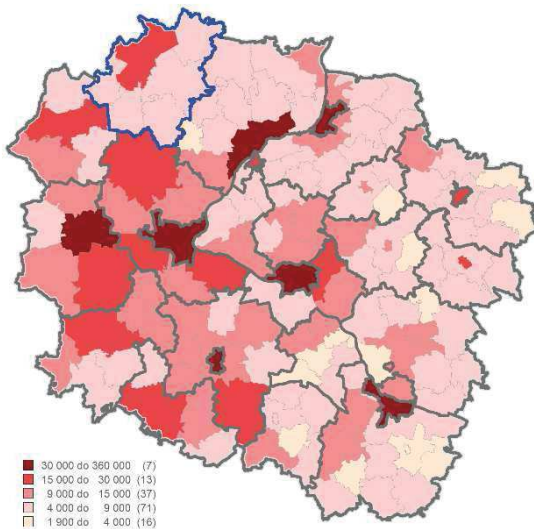 30 000 do 360 000 (7)
15 000 do 30 000 (13)
9 000 do 15 000 (37)
4 000 do 9 000 (71)
1 900 do 4 000 (16)